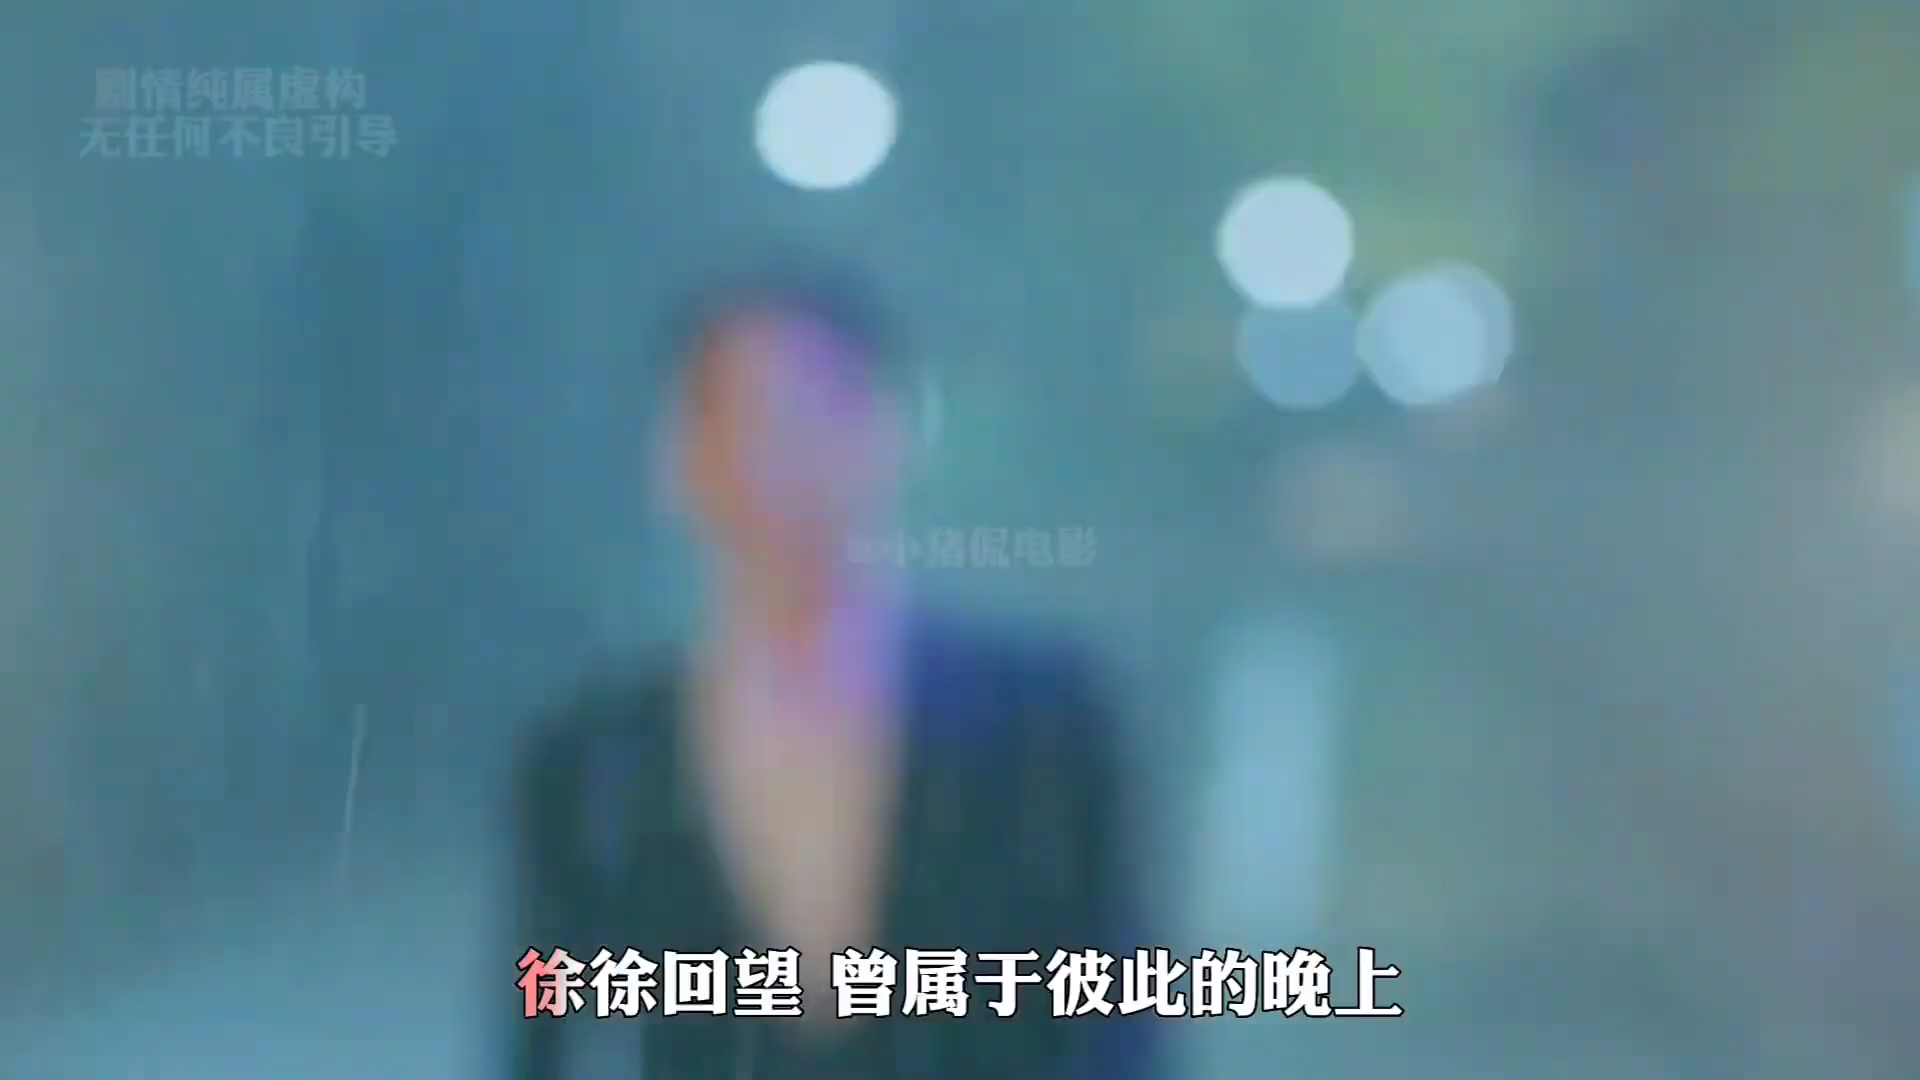 剧情纯属虚构
无任何不良引导
@小猪侃电影
徐徐回望 曾属于彼此的晚上